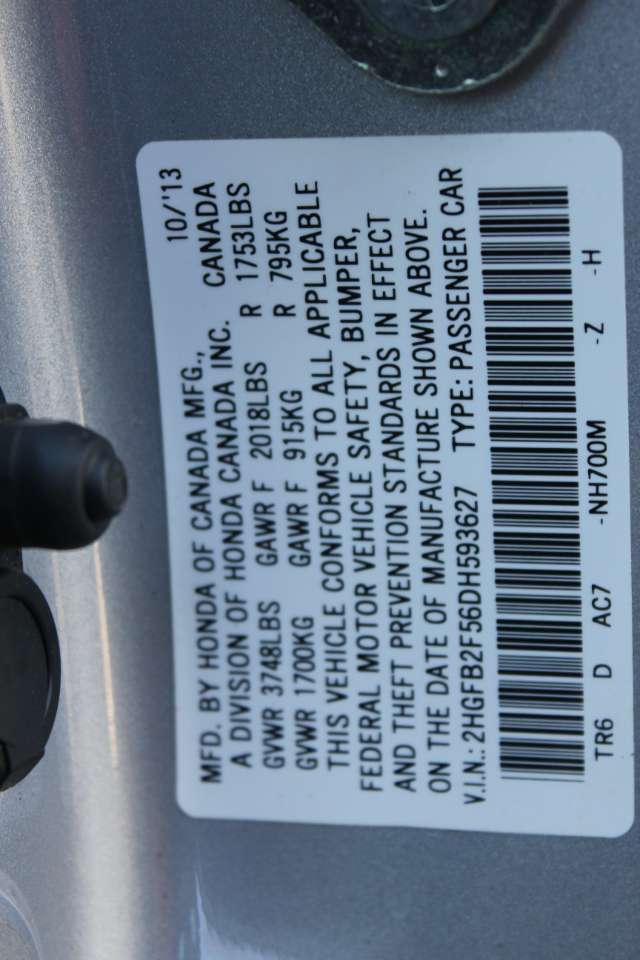 10/'13
MFD. BY HONDA OF CANADA MFG.,
A DIVISION OF HONDA CANADA INC. CANADA
GVWR 3748LBS GAWR F 2018LBS R 1753LBS
GVWR 1700KG GAWR F 915KG R 795KG
THIS VEHICLE CONFORMS TO ALL APPLICABLE
FEDERAL MOTOR VEHICLE SAFETY, BUMPER,
AND THEFT PREVENTION STANDARDS IN EFFECT
ON THE DATE OF MANUFACTURE SHOWN ABOVE.
V.I.N.: 2HGFB2F56DH593627 TYPE: PASSENGER CAR
TR6 D AC7 -NH700M -Z -H